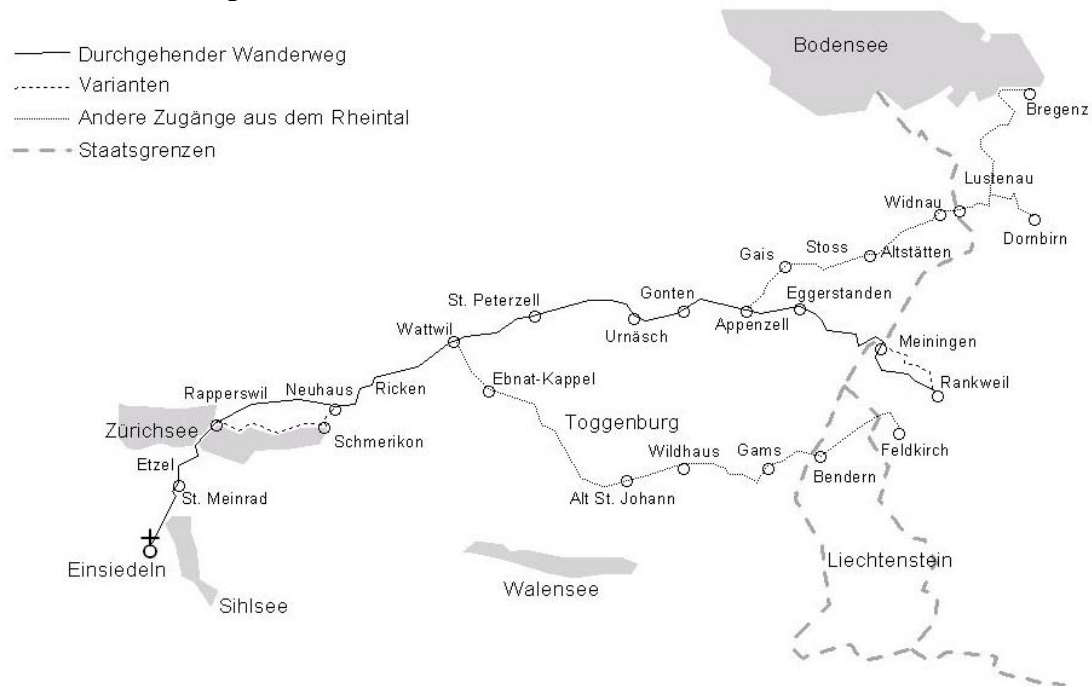 Bodensee
Durchgehender Wanderweg
Varianten
Andere Zugänge aus dem Rheintal
Staatsgrenzen
Bregenz
Lustenau
Widnau
Dornbirn
Stoss
Gais
Altstätten
Gonten
Eggerstanden
St. Peterzell
Wattwil
Urnäsch
Appenzell
Meiningen
Ebnat-Kappel
Rankweil
Neuhaus
Ricken
Rapperswil
Zürichsee
Schmerikon
Toggenburg
Wildhaus
Gams
Feldkirch
Etzel
Bendern
St. Meinrad
Alt St. Johann
Einsiedeln
Liechtenstein
Walensee
Sihlsee